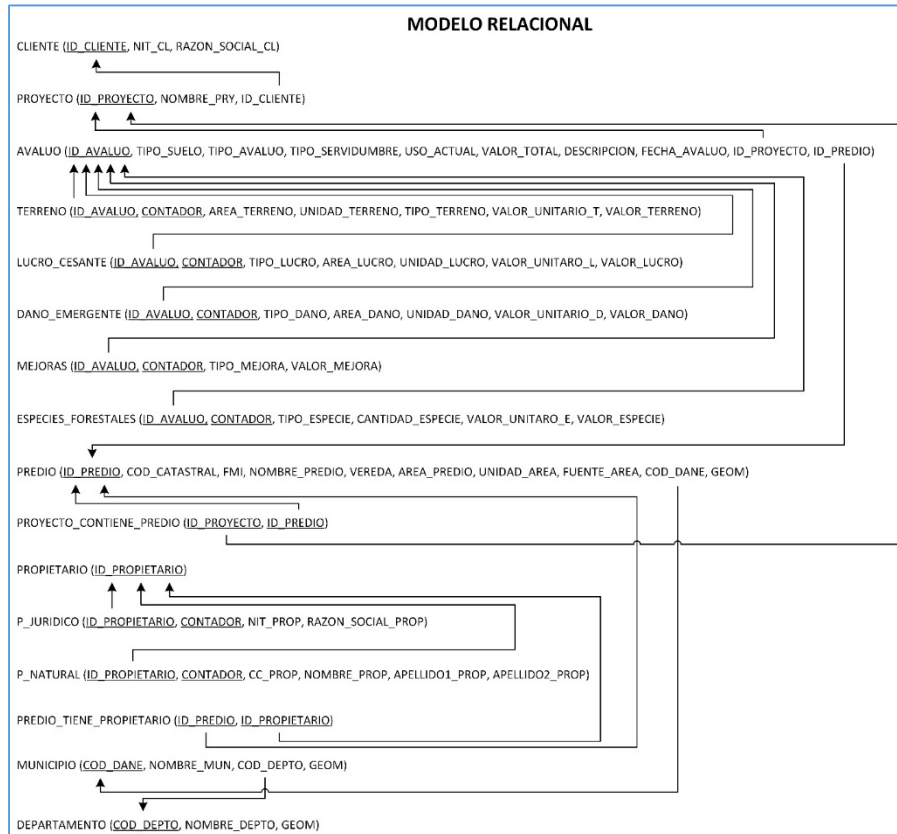 MODELO RELACIONAL
CLIENTE (ID_CLIENTE, NIT_CL, RAZON_SOCIAL_CL)
PROYECTO (ID_PROYECTO, NOMBRE_PRY, ID_CLIENTE)
AVALUO (ID_AVALUO, TIPO_SUELO, TIPO_AVALUO, TIPO_SERVIDUMBRE, USO_ACTUAL, VALOR_TOTAL, DESCRIPCION, FECHA_AVALUO, ID_PROYECTO, ID_PREDIO)
TERRENO (ID_AVALUO, CONTADOR, AREA_TERRENO, UNIDAD_TERRENO, TIPO_TERRENO, VALOR_UNITARIO_T, VALOR_TERRENO)
LUCRO_CESANTE (ID_AVALUO, CONTADOR, TIPO_LUCRO, AREA_LUCRO, UNIDAD_LUCRO, VALOR_UNITARO_L, VALOR_LUCRO)
DANO_EMERGENTE (ID_AVALUO, CONTADOR, TIPO_DANO, AREA_DANO, UNIDAD_DANO, VALOR_UNITARIO_D, VALOR_DANO)
MEJORAS (ID_AVALUO, CONTADOR, TIPO_MEJORA, VALOR_MEJORA)
ESPECIES_FORESTALES (ID_AVALUO, CONTADOR, TIPO_ESPECIE, CANTIDAD_ESPECIE, VALOR_UNITARO_E, VALOR_ESPECIE)
PREDIO (ID_PREDIO, COD_CATASTRAL, FMI, NOMBRE_PREDIO, VEREDA, AREA_PREDIO, UNIDAD_AREA, FUENTE_AREA, COD_DANE, GEOM)
PROYECTO_CONTIENE_PREDIO (ID_PROYECTO, ID_PREDIO)
PROPIETARIO (ID_PROPIETARIO)
P_JURIDICO (ID_PROPIETARIO, CONTADOR, NIT_PROP, RAZON_SOCIAL_PROP)
P_NATURAL (ID_PROPIETARIO, CONTADOR, CC_PROP, NOMBRE_PROP, APELLIDO1_PROP, APELLIDO2_PROP)
PREDIO_TIENE_PROPIETARIO (ID_PREDIO, ID_PROPIETARIO)
MUNICIPIO (COD_DANE, NOMBRE_MUN, COD_DEPTO, GEOM)
DEPARTAMENTO (COD_DEPTO, NOMBRE_DEPTO, GEOM)